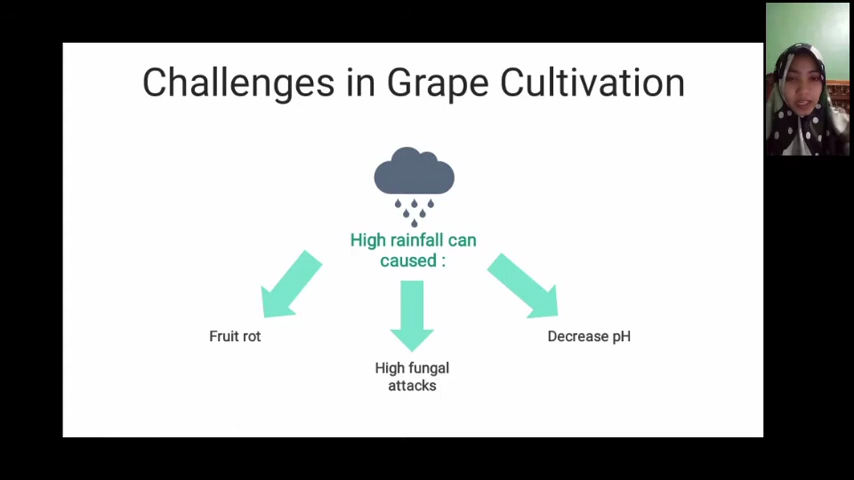 Challenges in Grape Cultivation
High rainfall can
caused :
Fruit rot
Decrease pH
High fungal
attacks